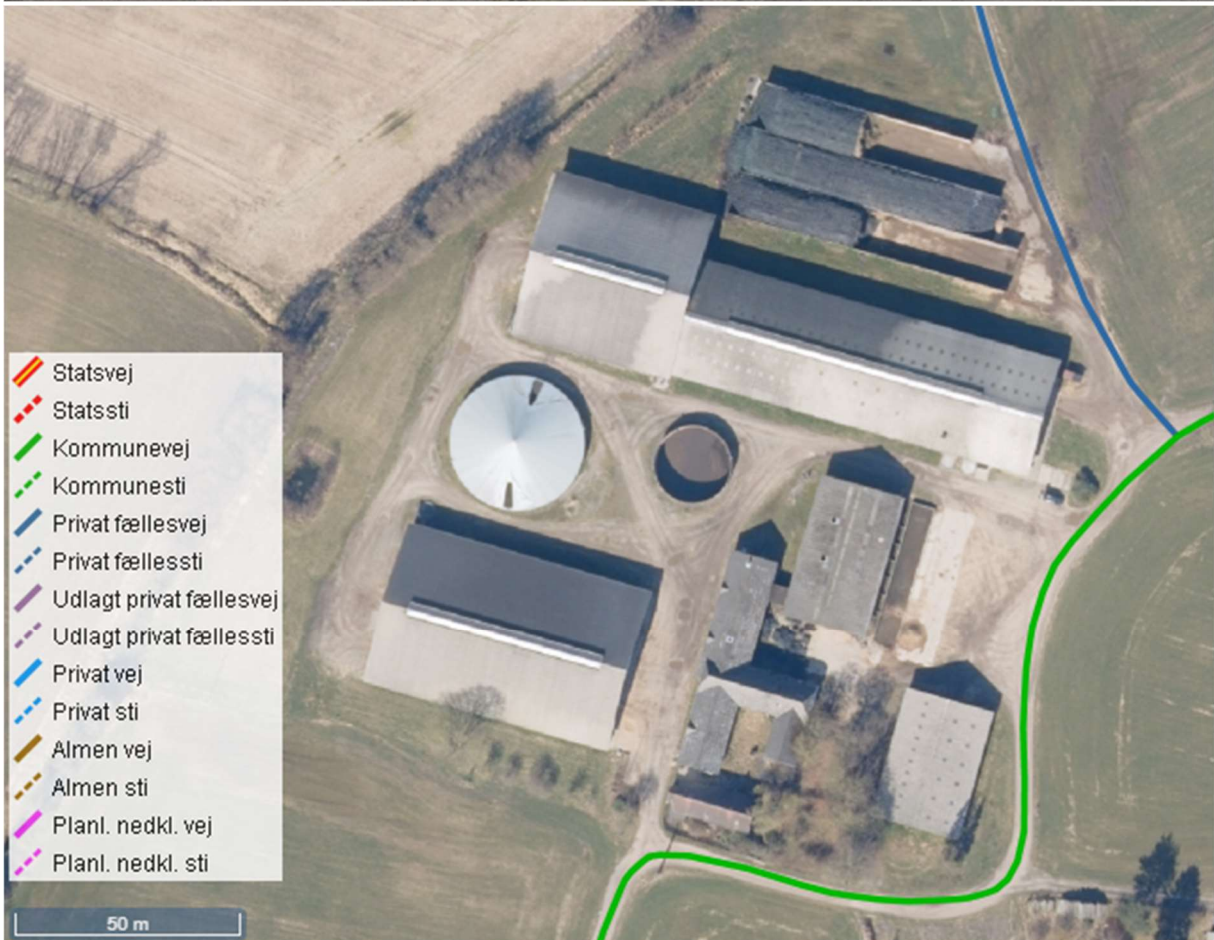 Statsvej
Statssti
Kommunevej
Kommunesti
Privat fællesvej
Privat fællessti
Udlagt privat fællesvej
Udlagt privat fællessti
Privat vej
Privat sti
Almen vej
Almen sti
Planl. nedkl. vej
Planl. nedkl. sti
50 m